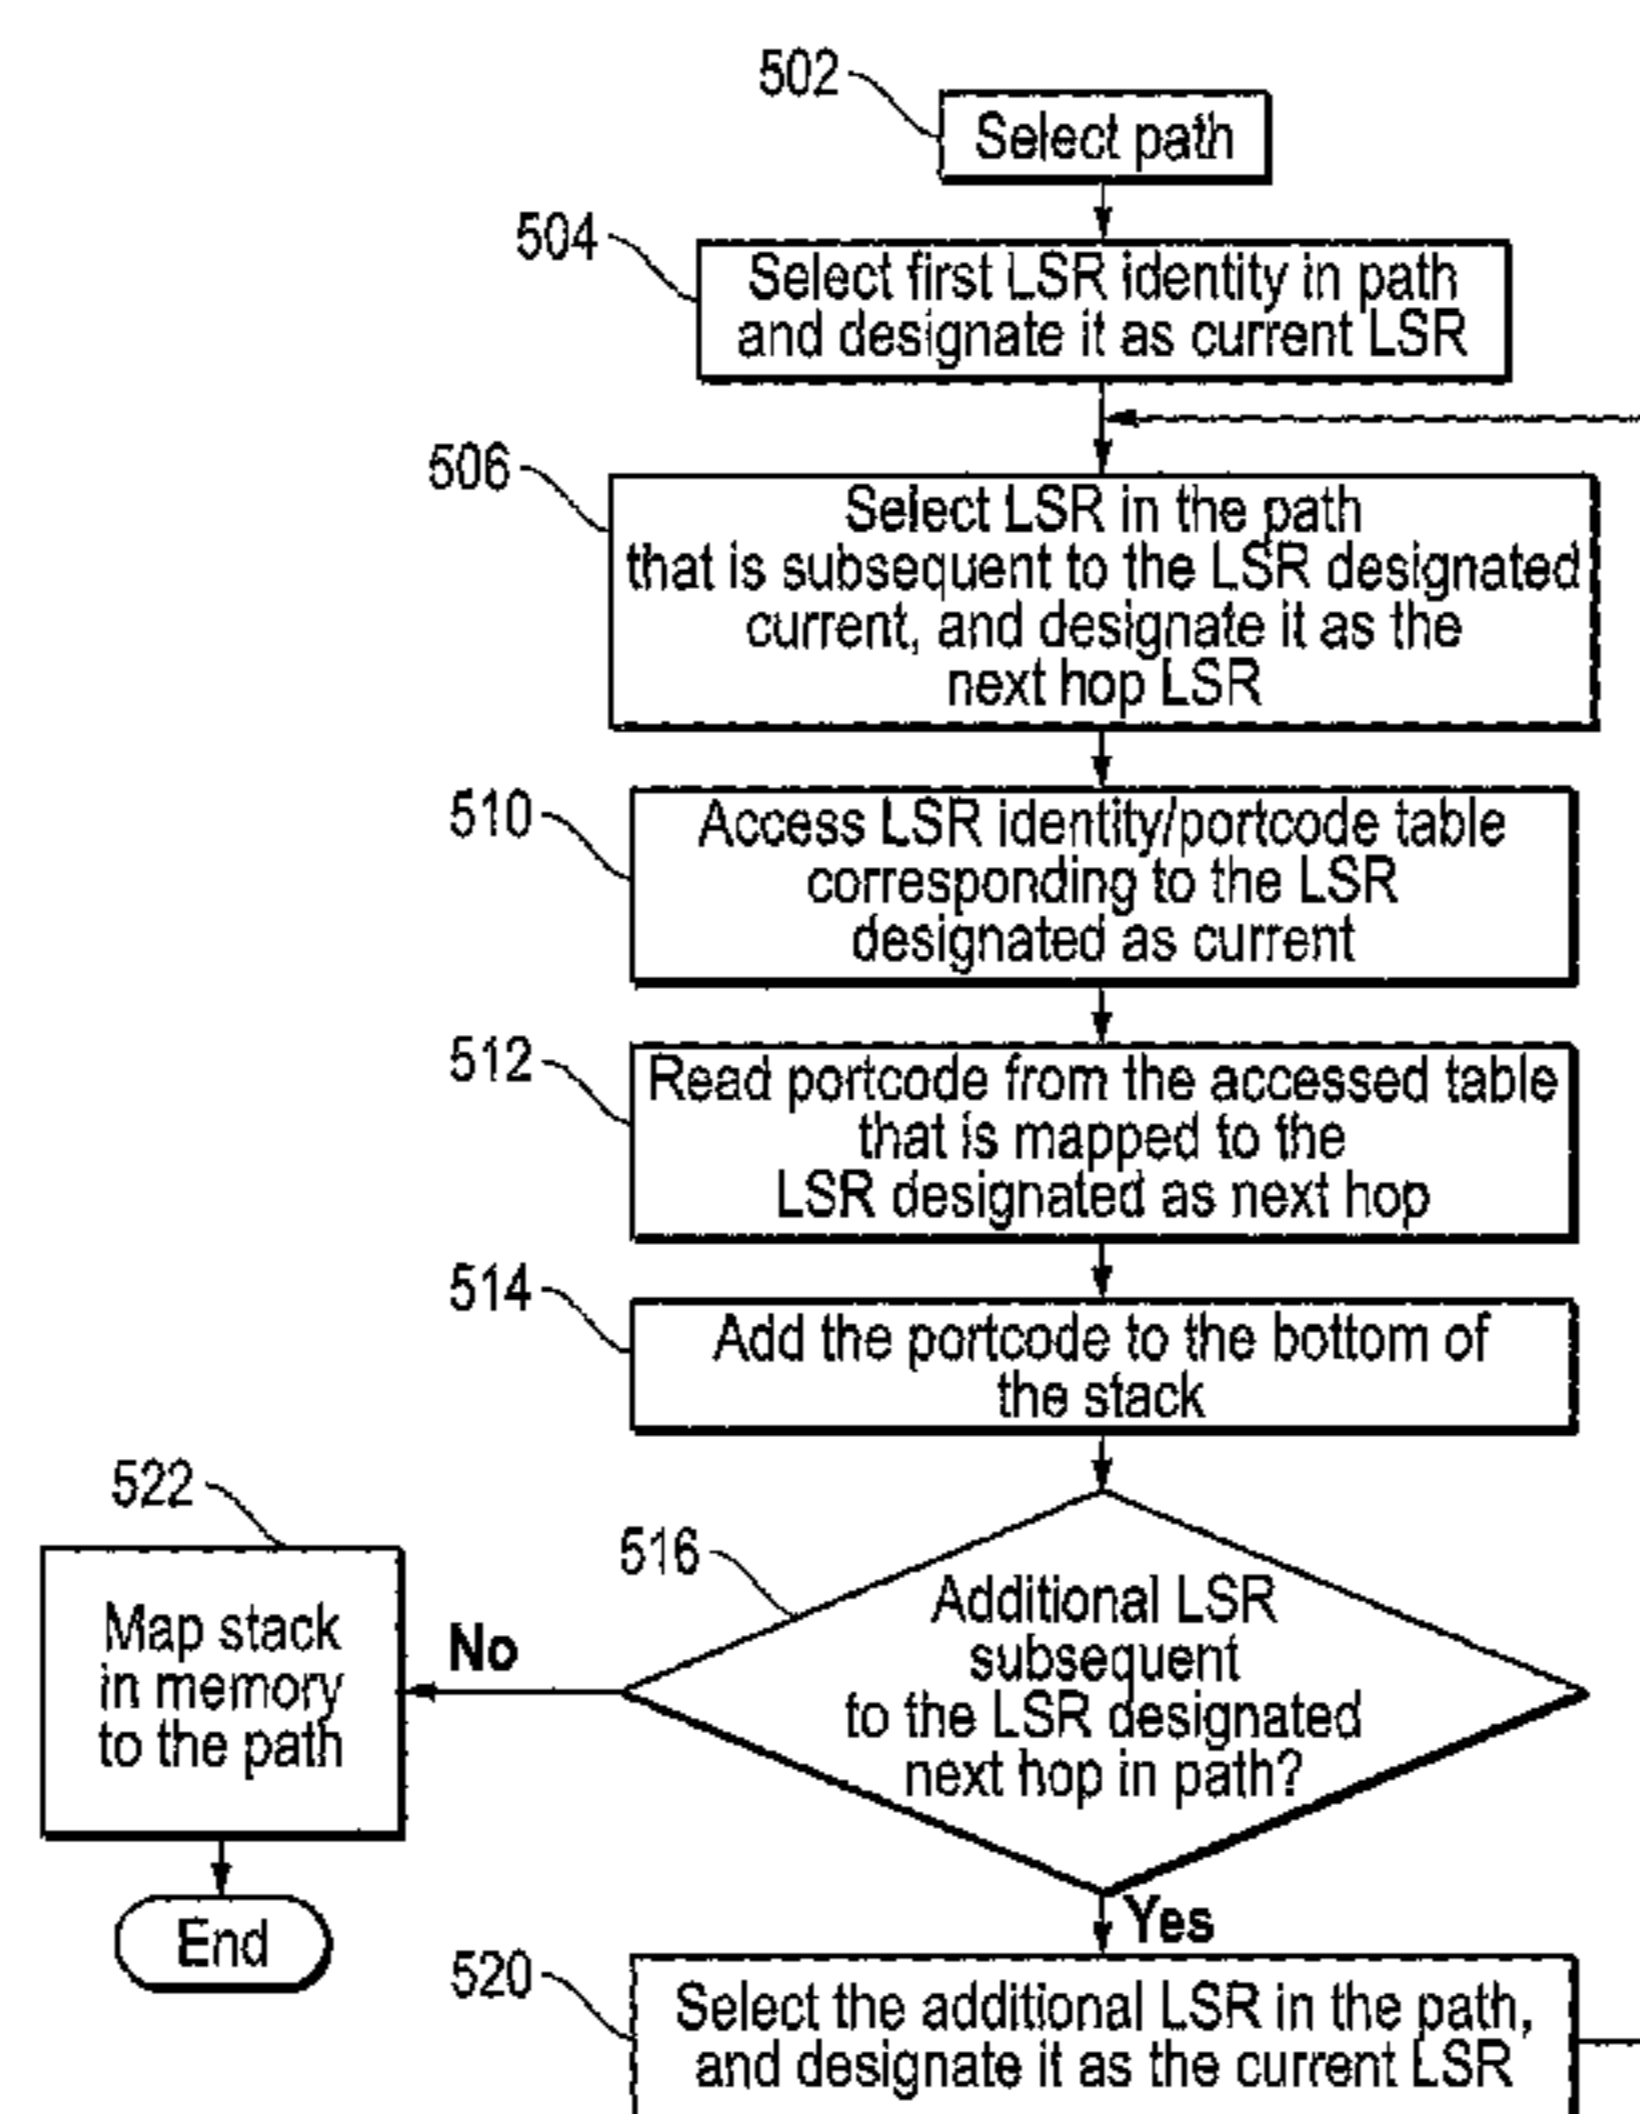 502
Select path
504
Select first LSR identity in path
and designate it as current LSR
506
Select LSR in the path
that is subsequent to the LSR designated
current, and designate it as the
next hop LSR
510
Access LSR identity/portcode table
corresponding to the LSR
designated as current
512
Read portcode from the accessed table
that is mapped to the
LSR designated as next hop
514
Add the portcode to the bottom of
the stack
516
Additional LSR
subsequent
to the LSR designated
next hop in path?
No
522
Map stack
in memory
to the path
End
Yes
520
Select the additional LSR in the path,
and designate it as the current LSR